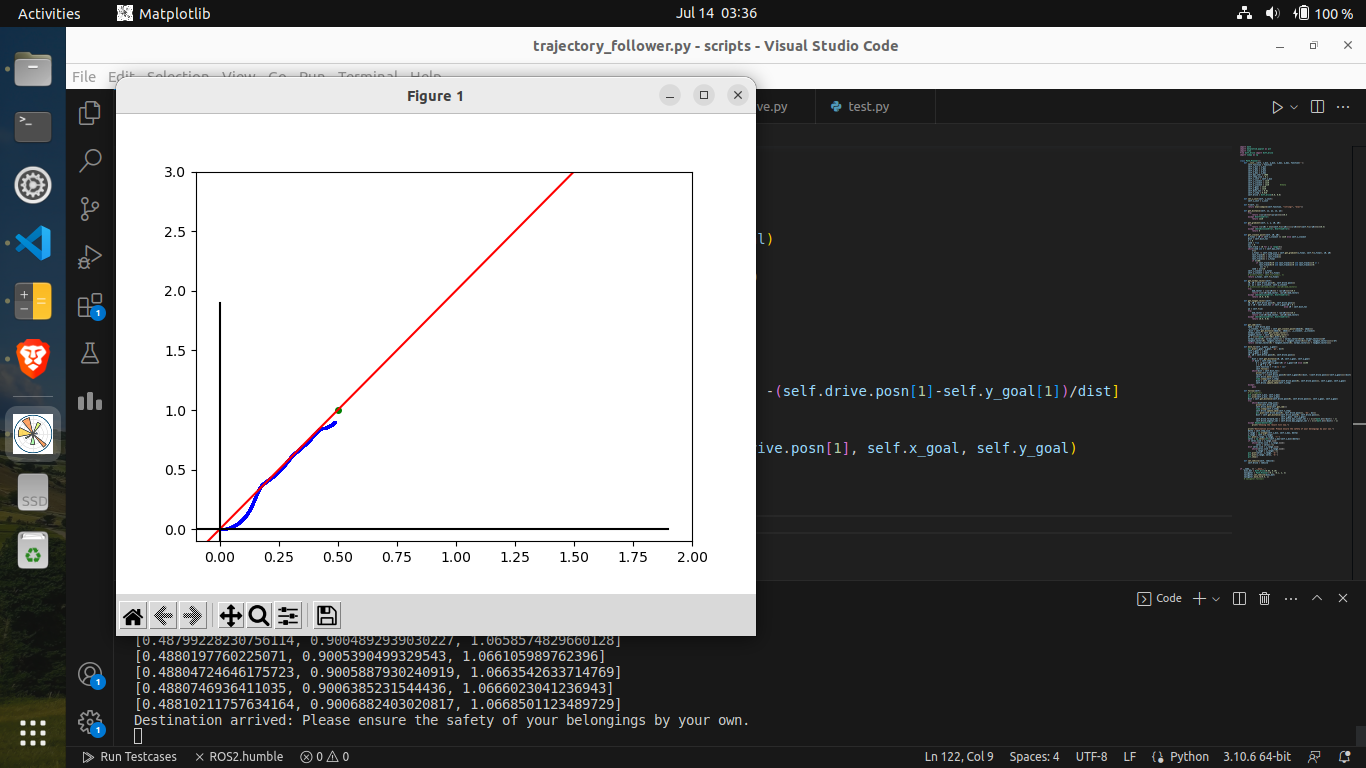 Activities
Matplotlib
Jul 14 03:36
100 %
trajectory_follower.py - scripts - Visual Studio Code
File Edit Selection View Go Run Terminal Help
Figure 1
ve.py
test.py
3.0
2.5
2.0
1.5
1.0
0.5
0.0
0.00 0.25 0.50 0.75 1.00 1.25 1.50 1.75 2.00
l)
)
-(self.drive.posn[1]-self.y_goal[1])/dist]
ive.posn[1], self.x_goal, self.y_goal)
1
SSD
Code
[0.48799228230756114, 0.9004892939030227, 1.0658574829660128]
[0.4880197760225071, 0.9005390499329543, 1.066105989762396]
[0.48804724646175723, 0.9005887930240919, 1.0663542633714769]
[0.4880746936411035, 0.9006385231544436, 1.0666023041236943]
[0.48810211757634164, 0.9006882403020817, 1.0668501123489729]
Destination arrived: Please ensure the safety of your belongings by your own.
1
1
Run Testcases
ROS2.humble
0
0
Ln 122, Col 9
Spaces: 4
UTF-8
LF
Python
3.10.6 64-bit